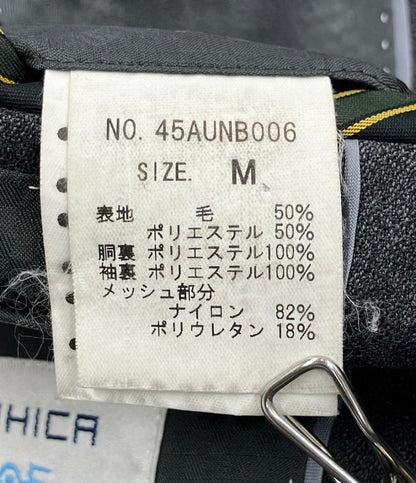 NO. 45AUNB006
SIZE. M
表地 毛 50%
ポリエステル 50%
胴裏 ポリエステル100%
袖裏 ポリエステル100%
メッシュ部分
ナイロン 82%
ポリウレタン 18%
HICA